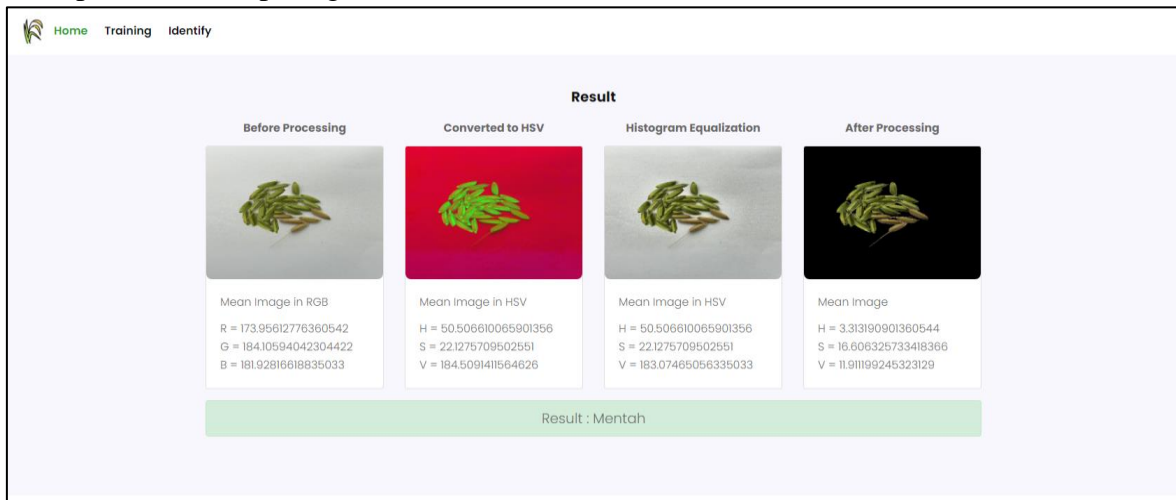 Home Training Identify
Result
Before Processing
Mean Image in RGB
R = 173.95612776360542
G = 184.10594042304422
B = 181.92816618835033
Converted to HSV
Mean Image in HSV
H = 50.506610065901356
S = 22.1275709502551
V = 184.5091411564626
Histogram Equalization
Mean Image in HSV
H = 50.506610065901356
S = 22.1275709502551
V = 183.07465056335033
After Processing
Mean Image
H = 3.313190901360544
S = 16.606325733418366
V = 11.911199245323129
Result : Mentah